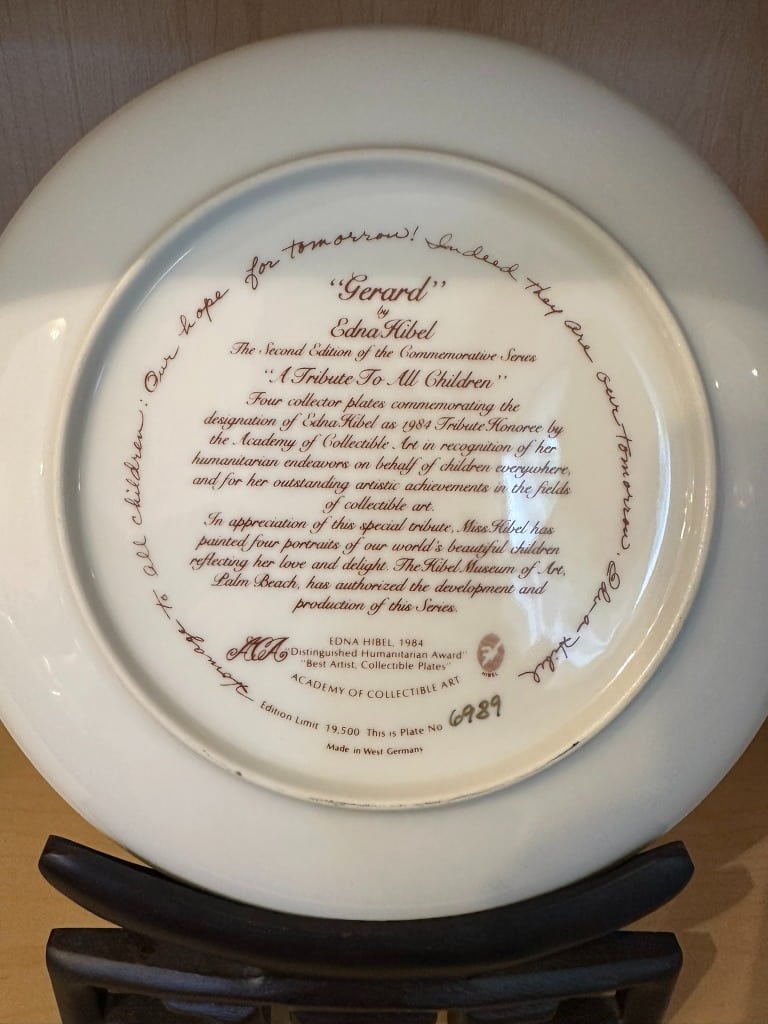 Homage to all children: Our hope for tomorrow! Indeed they are our tomorrow. Edna Hibel
"Gerard"
by
Edna Hibel
The Second Edition of the Commemorative Series
"A Tribute To All Children"
Four collector plates commemorating the
designation of Edna Hibel as 1984 Tribute Honoree by
the Academy of Collectible Art in recognition of her
humanitarian endeavors on behalf of children everywhere,
and for her outstanding artistic achievements in the fields
of collectible art.
In appreciation of this special tribute, Miss Hibel has
painted four portraits of our world's beautiful children
reflecting her love and delight. The Hibel Museum of Art,
Palm Beach, has authorized the development and
production of this Series.
ACA
EDNA HIBEL, 1984
"Distinguished Humanitarian Award"
"Best Artist, Collectible Plates"
ACADEMY OF COLLECTIBLE ART
HIBEL
Edition Limit 19,500 This is Plate No 6989
Made in West Germany